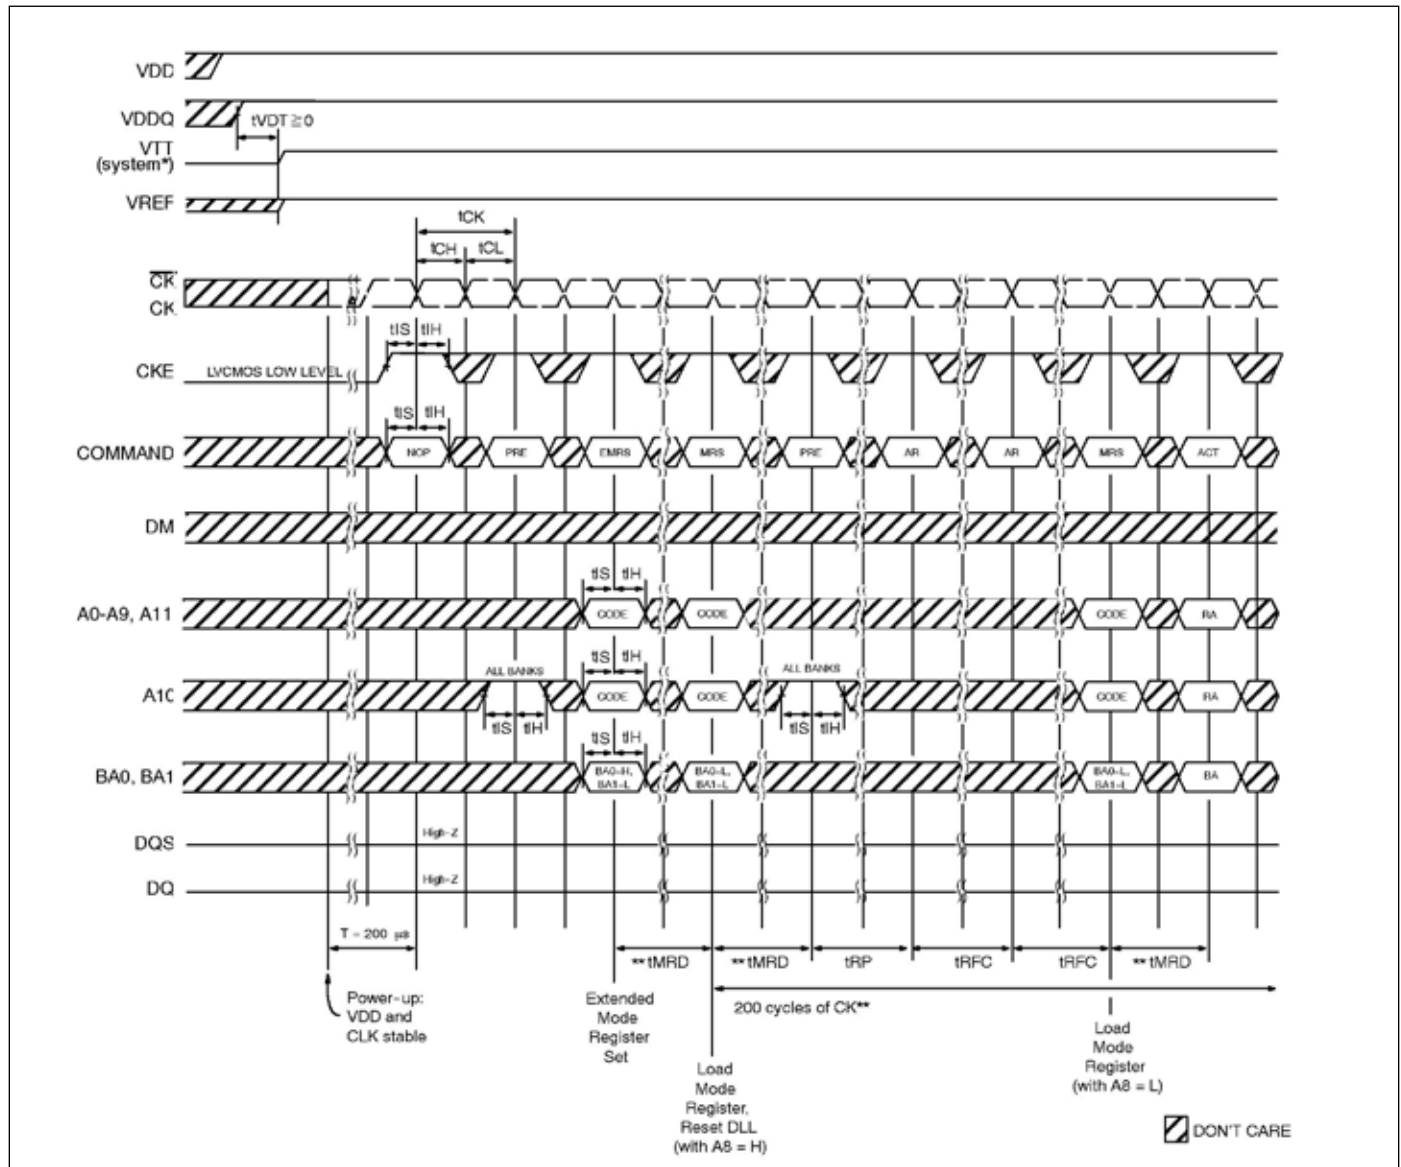 VDD
VDDQ
tVDT ≧ 0
VTT
(system*)
VREF
tCK
tCH tCL
CK
CK
tIS tIH
CKE LVCMOS LOW LEVEL
tIS tIH
COMMAND NOP PRE EMRS MRS PRE AR AR MRS ACT
DM
tIS tIH
A0-A9, A11 CODE CODE CODE RA
ALL BANKS tIS tIH ALL BANKS
A10 CODE CODE CODE RA
tIS tIH tIS tIH
tIS tIH
BA0, BA1 BA0=H, BA0=L, BA0=L, BA
BA1=L BA1=L BA1=L
High-Z
DQS
High-Z
DQ
T = 200 µs
**tMRD **tMRD tRP tRFC tRFC **tMRD
200 cycles of CK**
Power-up:
VDD and
CLK stable
Extended
Mode
Register
Set
Load
Mode
Register,
Reset DLL
(with A8 = H)
Load
Mode
Register
(with A8 = L)
DON'T CARE